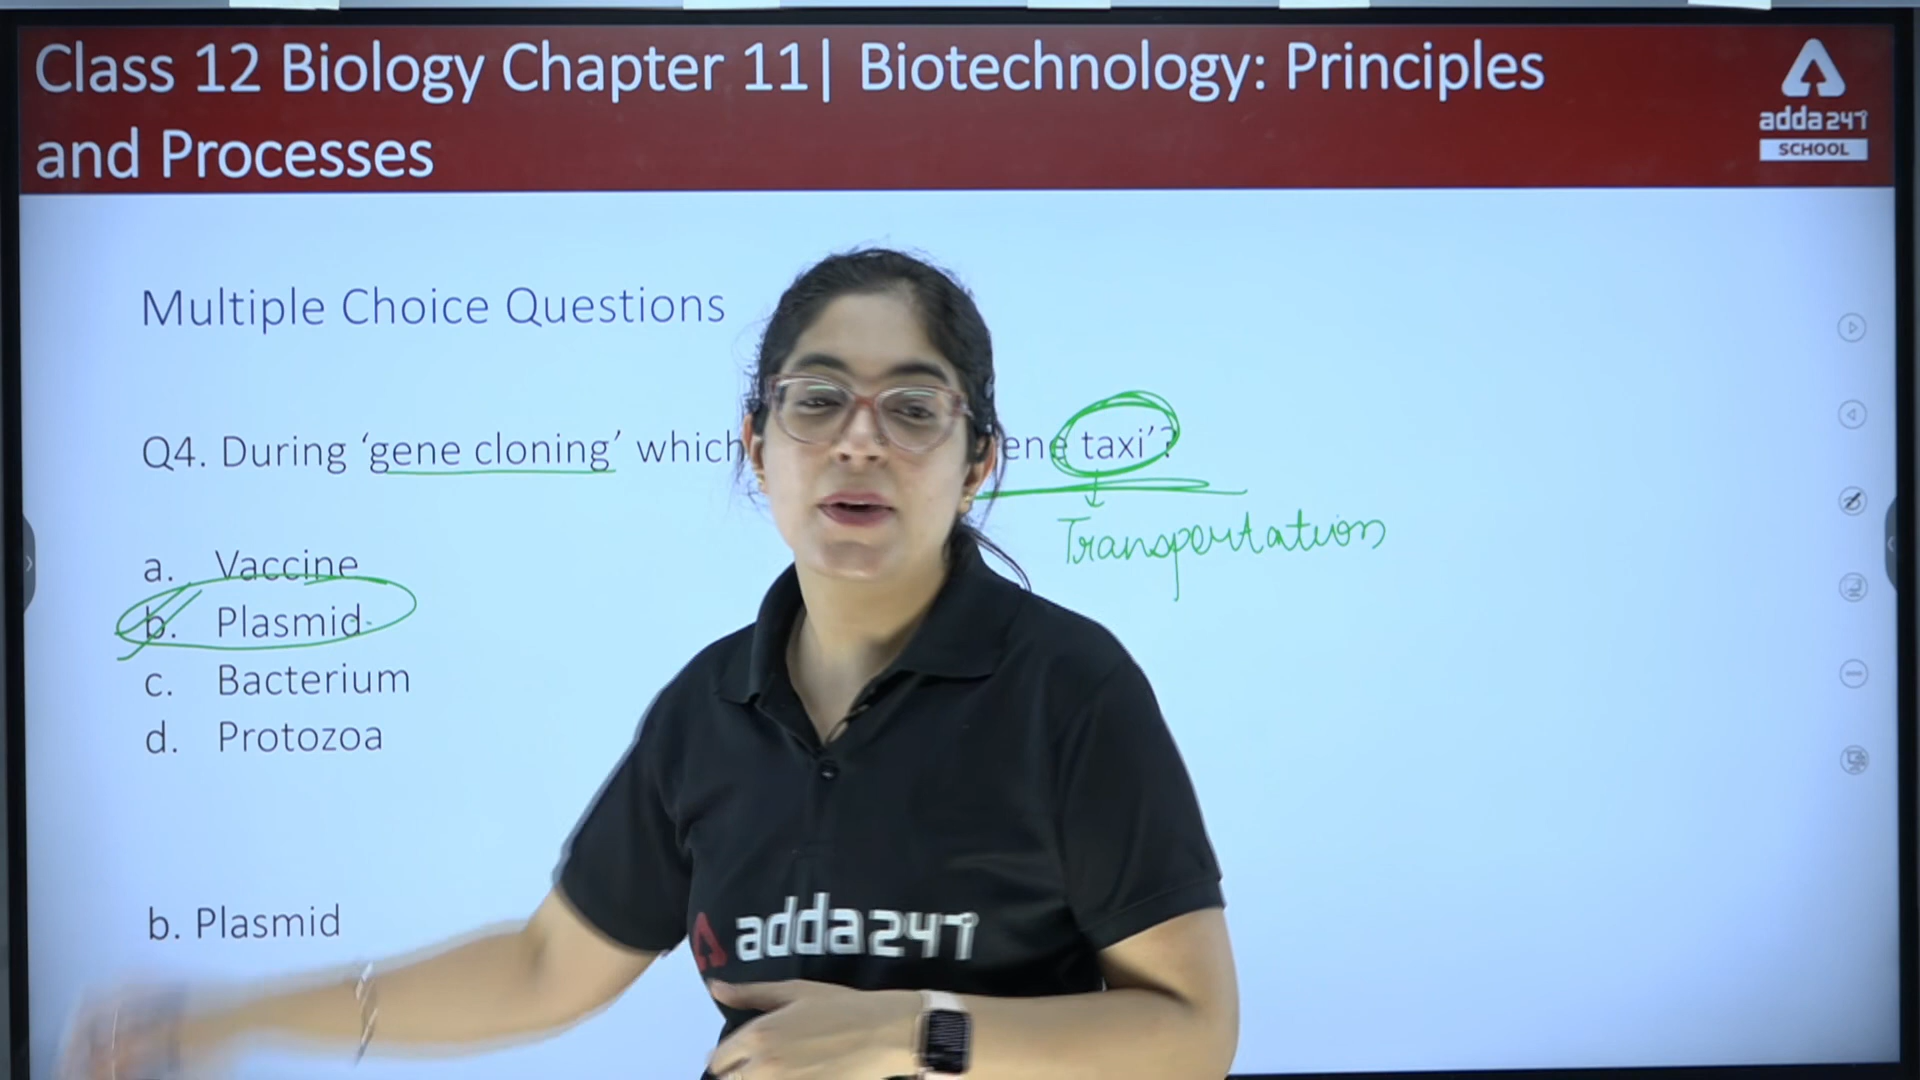 Class 12 Biology Chapter 11| Biotechnology: Principles
and Processes
adda247
SCHOOL
Multiple Choice Questions
Q4. During ‘gene cloning’ which ene taxi’?
Transportation
a. Vaccine
b. Plasmid
c. Bacterium
d. Protozoa
b. Plasmid
adda247